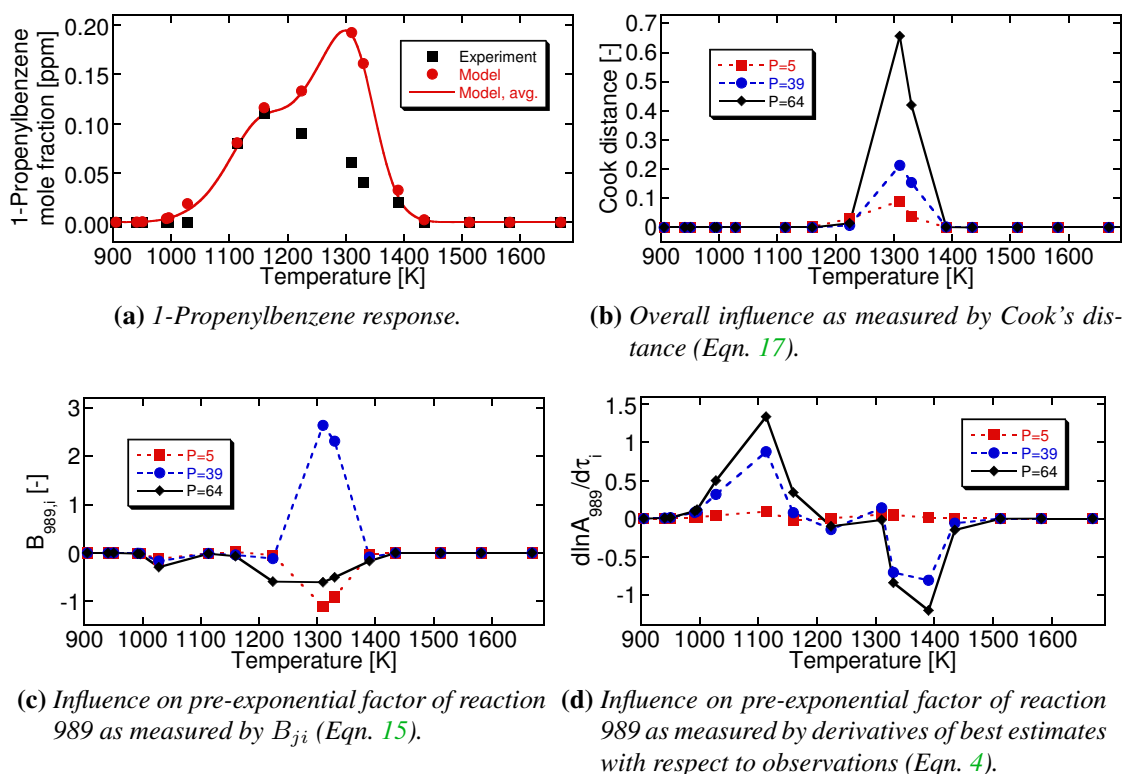 0.20
0.15
0.10
0.05
0.00
1-Propenylbenzene
mole fraction [ppm]
Experiment
Model
Model, avg.
900 1000 1100 1200 1300 1400 1500 1600
Temperature [K]
(a) 1-Propenylbenzene response.
0.7
0.6
0.5
0.4
0.3
0.2
0.1
0
Cook distance [-]
P=5
P=39
P=64
900 1000 1100 1200 1300 1400 1500 1600
Temperature [K]
(b) Overall influence as measured by Cook's dis-
tance (Eqn. 17).
3
2
1
0
-1
B989,i [-]
P=5
P=39
P=64
900 1000 1100 1200 1300 1400 1500 1600
Temperature [K]
(c) Influence on pre-exponential factor of reaction
989 as measured by Bji (Eqn. 15).
1.5
1
0.5
0
-0.5
-1
dlnA989/dτi
P=5
P=39
P=64
900 1000 1100 1200 1300 1400 1500 1600
Temperature [K]
(d) Influence on pre-exponential factor of reaction
989 as measured by derivatives of best estimates
with respect to observations (Eqn. 4).